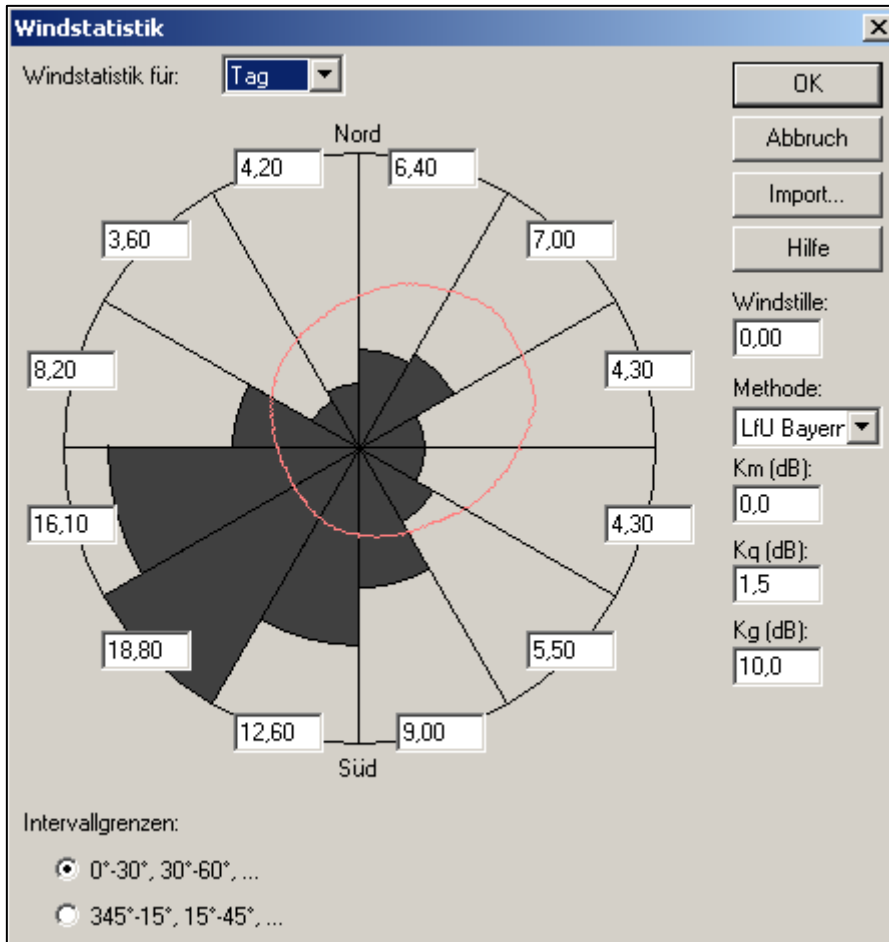 Windstatistik
Windstatistik für: Tag
OK
Abbruch
Import...
Hilfe
Nord
4,20
6,40
3,60
7,00
8,20
4,30
16,10
4,30
18,80
5,50
12,60
9,00
Süd
Windstille:
0,00
Methode:
LfU Bayern
Km (dB):
0,0
Kq (dB):
1,5
Kg (dB):
10,0
Intervallgrenzen:
0°-30°, 30°-60°, ...
345°-15°, 15°-45°, ...